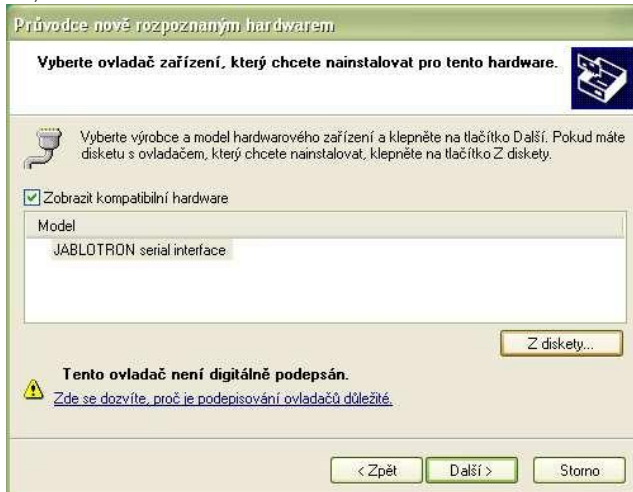 Průvodce nově rozpoznaným hardwarem
Vyberte ovladač zařízení, který chcete nainstalovat pro tento hardware.
Vyberte výrobce a model hardwarového zařízení a klepněte na tlačítko Další. Pokud máte
disketu s ovladačem, který chcete nainstalovat, klepněte na tlačítko Z diskety.
Zobrazit kompatibilní hardware
Model
JABLOTRON serial interface
Z diskety...
Tento ovladač není digitálně podepsán.
Zde se dozvíte, proč je podepisování ovladačů důležité.
< Zpět
Další >
Storno